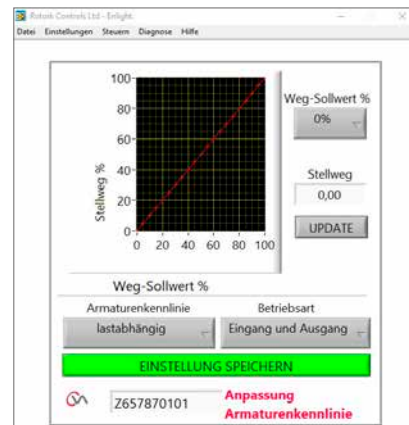 Rotork Controls Ltd - Enlight
Datei Einstellungen Steuern Diagnose Hilfe
100
80
60
40
20
0
Stellweg %
0 20 40 60 80 100
Weg-Sollwert %
Weg-Sollwert %
0%
Stellweg
0,00
UPDATE
Armaturenkennlinie
lastabhängig
Betriebsart
Eingang und Ausgang
EINSTELLUNG SPEICHERN
Z657870101
Anpassung
Armaturenkennlinie